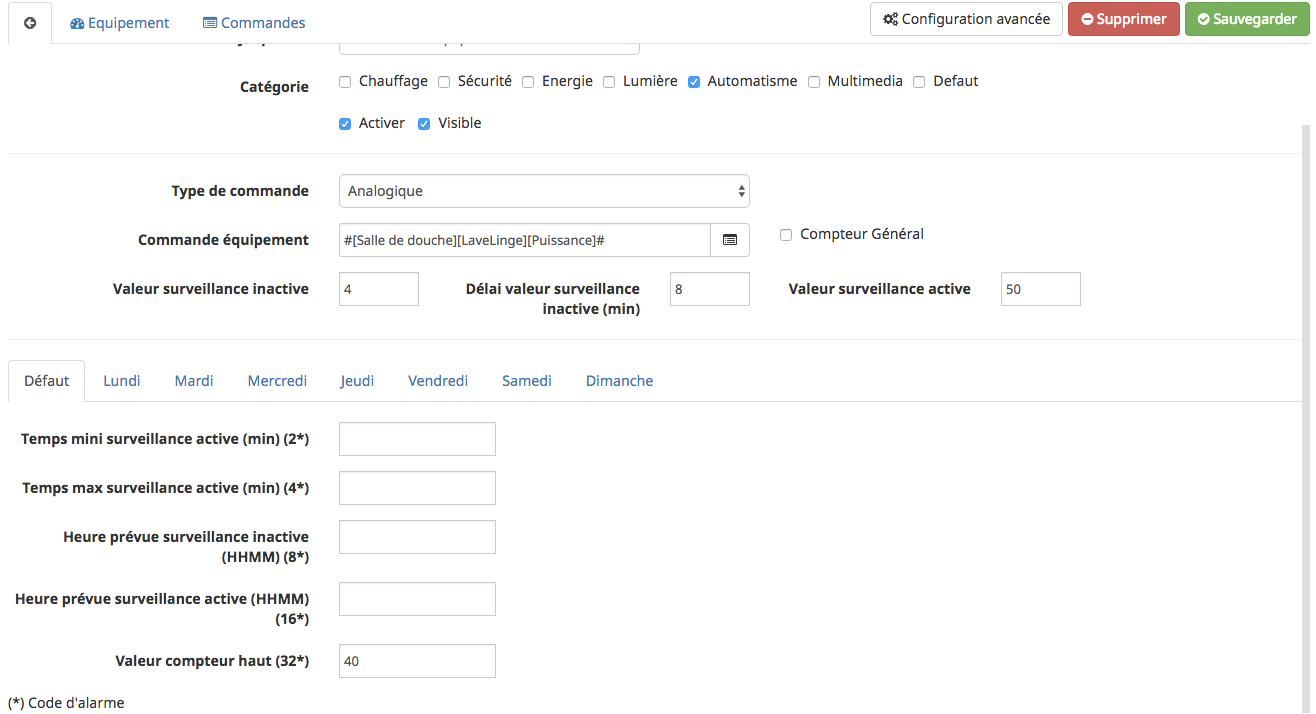 Equipement Commandes Configuration avancée Supprimer Sauvegarder
Catégorie Chauffage Sécurité Energie Lumière Automatisme Multimedia Defaut
Activer Visible
Type de commande Analogique
Commande équipement #[Salle de douche][LaveLinge][Puissance]# Compteur Général
Valeur surveillance inactive 4 Délai valeur surveillance inactive (min) 8 Valeur surveillance active 50
Défaut Lundi Mardi Mercredi Jeudi Vendredi Samedi Dimanche
Temps mini surveillance active (min) (2*)
Temps max surveillance active (min) (4*)
Heure prévue surveillance inactive
(HHMM) (8*)
Heure prévue surveillance active (HHMM)
(16*)
Valeur compteur haut (32*) 40
(*) Code d'alarme